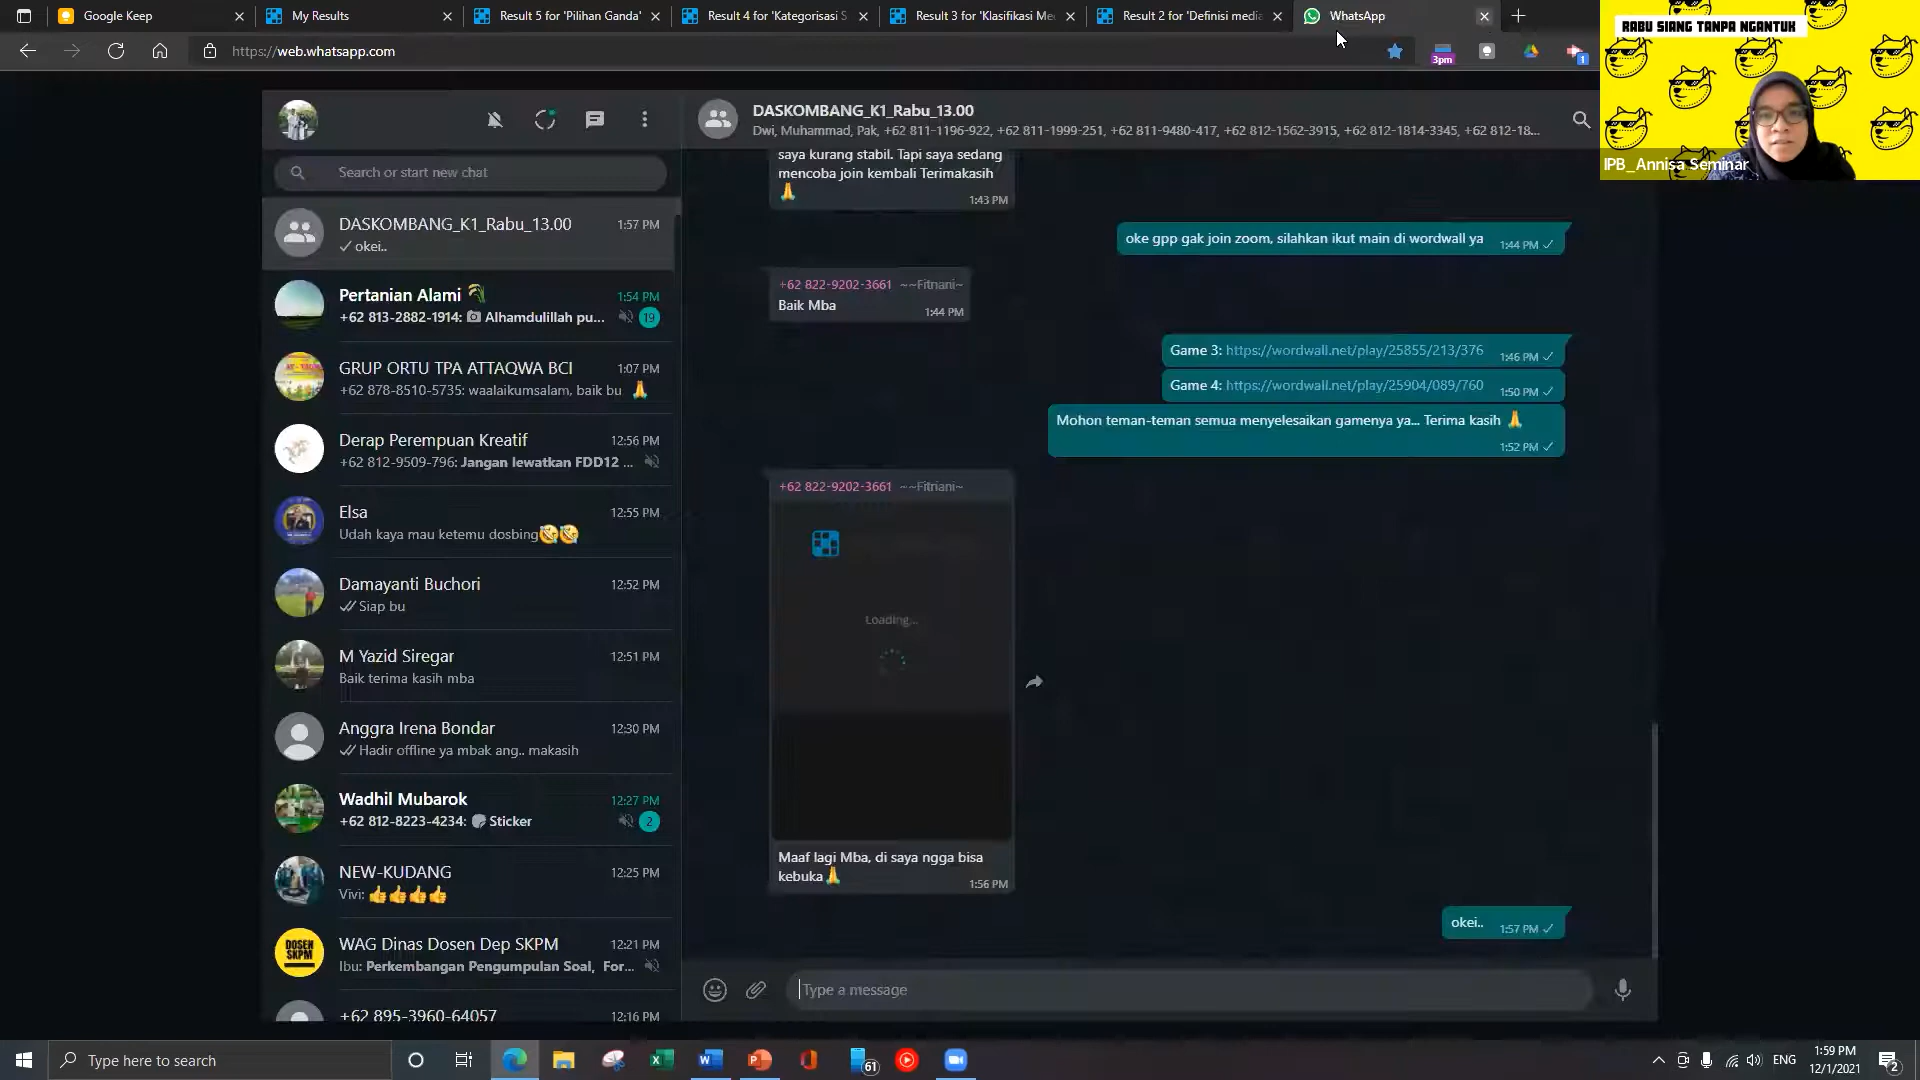 Google Keep
My Results
Result 5 for 'Pilihan Ganda'
Result 4 for 'Kategorisasi S
Result 3 for 'Klasifikasi Me
Result 2 for 'Definisi media
WhatsApp
https://web.whatsapp.com
3pm
1
RABU SIANG TANPA NGANTUK
IPB_Annisa Seminar
Search or start new chat
DASKOMBANG_K1_Rabu_13.00
1:57 PM
okei..
Pertanian Alami
1:54 PM
+62 813-2882-1914: Alhamdulillah pu...
19
GRUP ORTU TPA ATTAQWA BCI
1:07 PM
+62 878-8510-5735: waalaikumsalam, baik bu 🙏
Derap Perempuan Kreatif
12:56 PM
+62 812-9509-796: Jangan lewatkan FDD12 ...
Elsa
12:55 PM
Udah kaya mau ketemu dosbing🤣🤣
Damayanti Buchori
12:52 PM
Siap bu
M Yazid Siregar
12:51 PM
Baik terima kasih mba
Anggra Irena Bondar
12:30 PM
Hadir offline ya mbak ang.. makasih
Wadhil Mubarok
12:27 PM
+62 812-8223-4234: Sticker
2
NEW-KUDANG
12:25 PM
Vivi: 👍👍👍👍
DOSEN
SKPM
WAG Dinas Dosen Dep SKPM
12:21 PM
Ibu: Perkembangan Pengumpulan Soal, For...
+62 895-3960-64057
12:16 PM
DASKOMBANG_K1_Rabu_13.00
Dwi, Muhammad, Pak, +62 811-1196-922, +62 811-1999-251, +62 811-9480-417, +62 812-1562-3915, +62 812-1814-3345, +62 812-18...
saya kurang stabil. Tapi saya sedang
mencoba join kembali Terimakasih
🙏
1:43 PM
oke gpp gak join zoom, silahkan ikut main di wordwall ya
1:44 PM
+62 822-9202-3661 ~~Fitriani~
Baik Mba
1:44 PM
Game 3: https://wordwall.net/play/25855/213/376
1:46 PM
Game 4: https://wordwall.net/play/25904/089/760
1:50 PM
Mohon teman-teman semua menyelesaikan gamenya ya... Terima kasih 🙏
1:52 PM
+62 822-9202-3661 ~~Fitriani~
Loading...
Maaf lagi Mba, di saya ngga bisa
kebuka🙏
1:56 PM
okei..
1:57 PM
Type a message
Type here to search
61
ENG
1:59 PM
12/1/2021
2